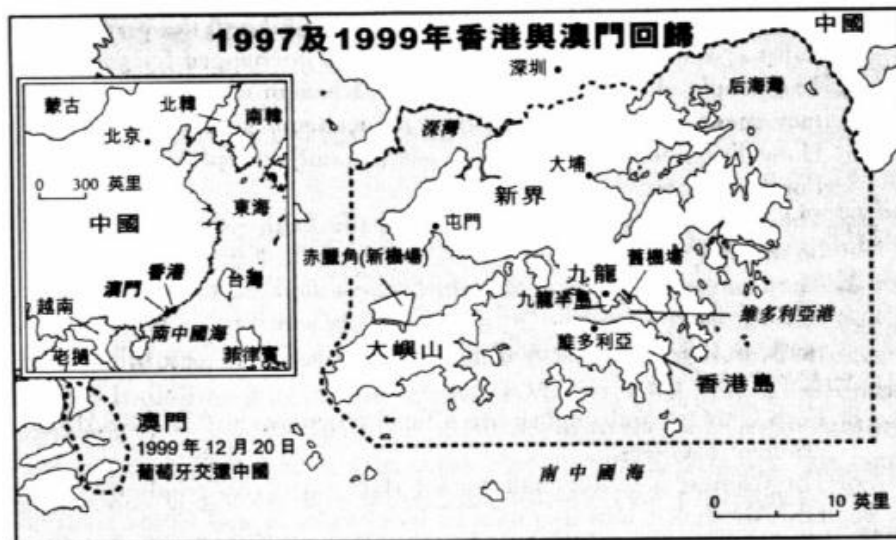 1997及1999年香港與澳門回歸
中國
深圳
后海灣
深灣
大埔
新界
屯門
赤臘角(新機場)
九龍
舊機場
九龍半島
維多利亞港
維多利亞
大嶼山
香港島
南中國海
0 10 英里
蒙古
北韓
南韓
北京
0 300 英里
東海
中國
香港
澳門
台灣
越南
南中國海
老撾
菲律賓
澳門
1999年12月20日
葡萄牙交還中國